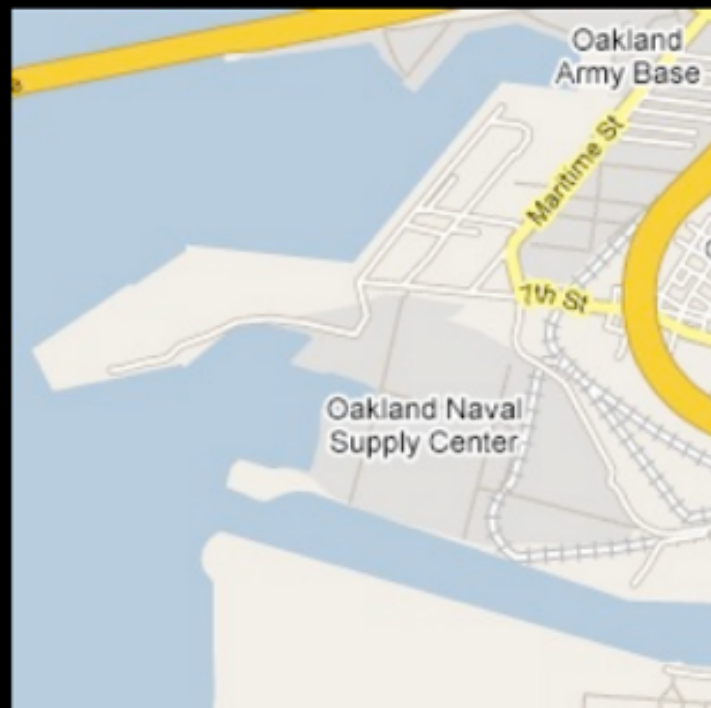 Oakland
Army Base
Maritime St
7th St
Oakland Naval
Supply Center